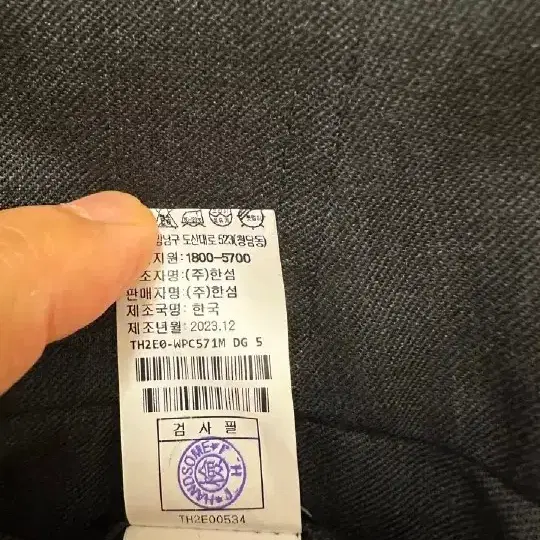 남구 도산대로 523(청담동)
지원: 1800-5700
조자명: (주)한섬
판매자명: (주)한섬
제조국명: 한국
제조년월: 2023.12
TH2E0-WPC571M DG 5
검 사 필
HANDSOME
TH2E00534